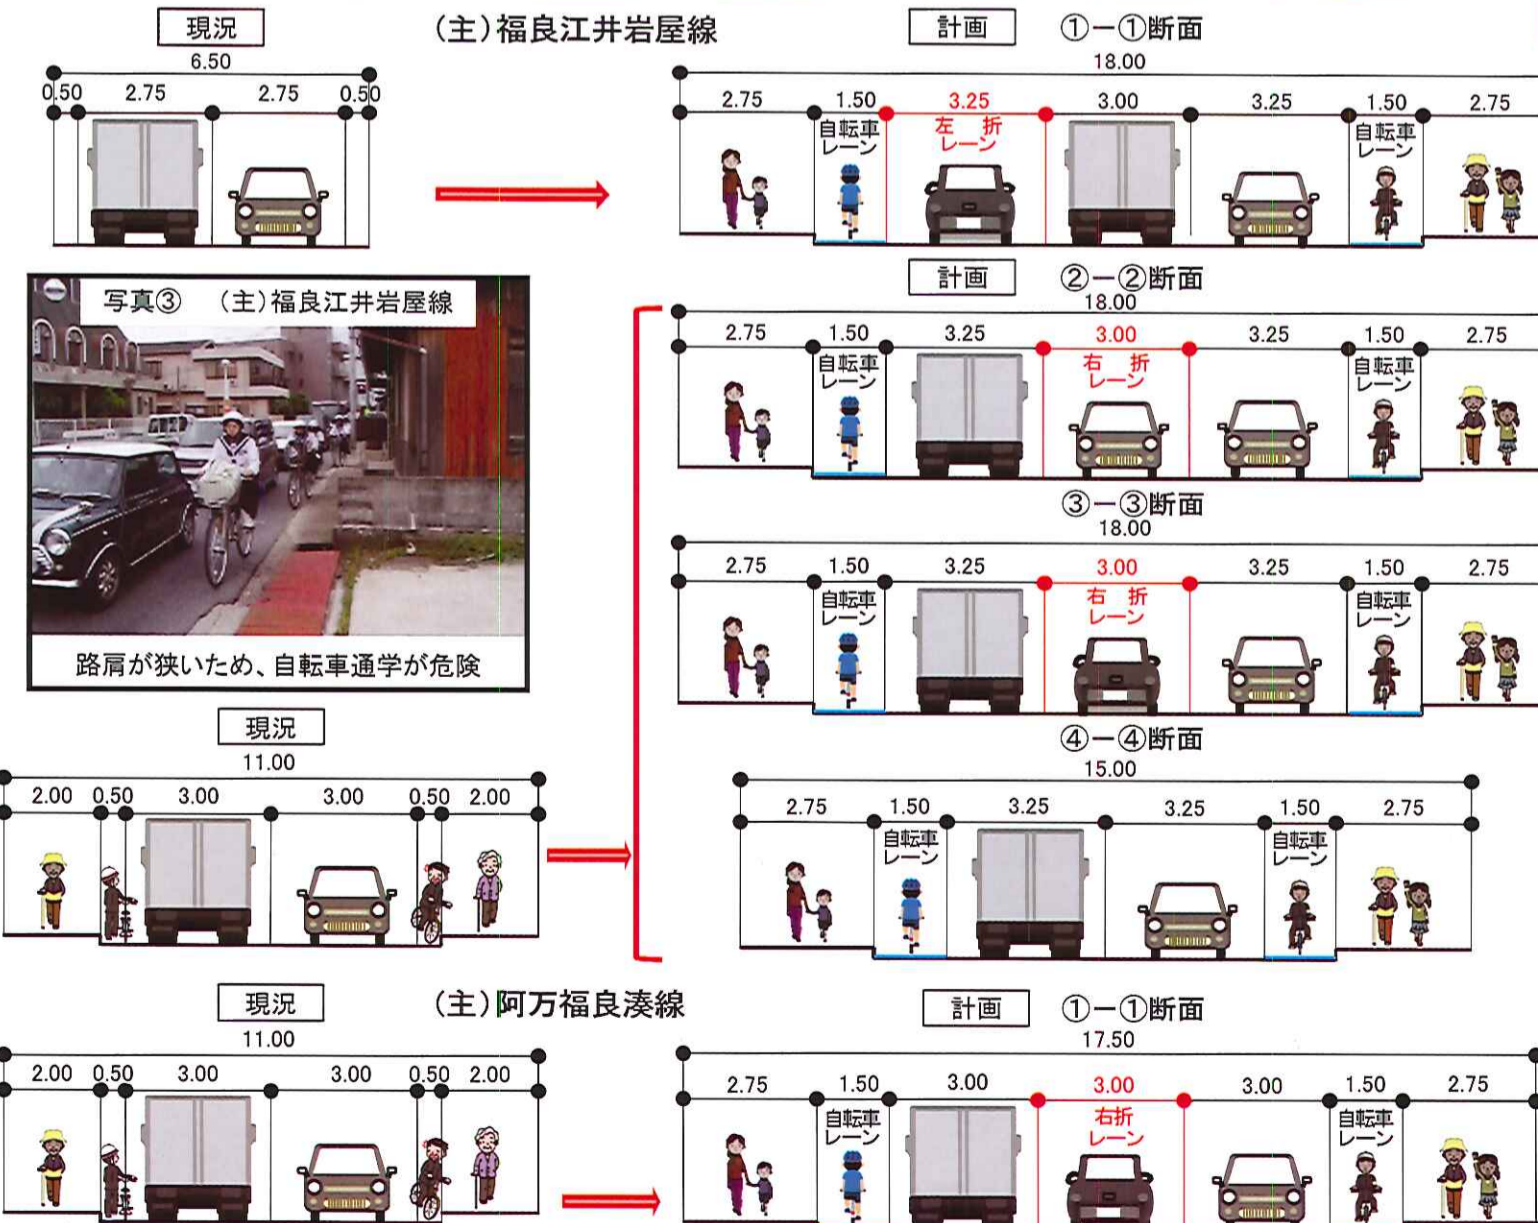 現況
(主)福良江井岩屋線
6.50
0.50 2.75 2.75 0.50
計画 ①-①断面
18.00
2.75 1.50 3.25 3.00 3.25 1.50 2.75
自転車
レーン
左 折
レーン
自転車
レーン
写真③ (主)福良江井岩屋線
路肩が狭いため、自転車通学が危険
計画 ②-②断面
18.00
2.75 1.50 3.25 3.00 3.25 1.50 2.75
自転車
レーン
右 折
レーン
自転車
レーン
③-③断面
18.00
2.75 1.50 3.25 3.00 3.25 1.50 2.75
自転車
レーン
右 折
レーン
自転車
レーン
現況
11.00
2.00 0.50 3.00 3.00 0.50 2.00
④-④断面
15.00
2.75 1.50 3.25 3.25 1.50 2.75
自転車
レーン
自転車
レーン
現況
(主)阿万福良湊線
11.00
2.00 0.50 3.00 3.00 0.50 2.00
計画 ①-①断面
17.50
2.75 1.50 3.00 3.00 3.00 1.50 2.75
自転車
レーン
右折
レーン
自転車
レーン